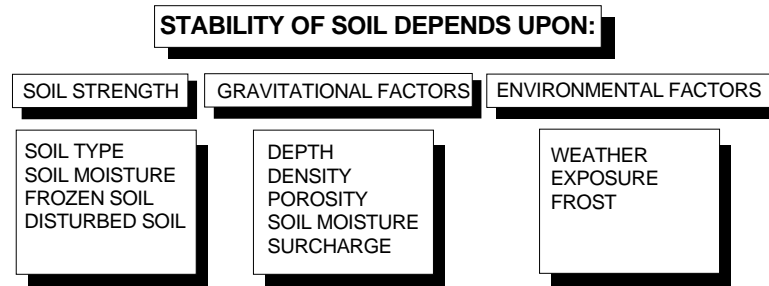 STABILITY OF SOIL DEPENDS UPON:
SOIL STRENGTH
GRAVITATIONAL FACTORS
ENVIRONMENTAL FACTORS
SOIL TYPE
SOIL MOISTURE
FROZEN SOIL
DISTURBED SOIL
DEPTH
DENSITY
POROSITY
SOIL MOISTURE
SURCHARGE
WEATHER
EXPOSURE
FROST